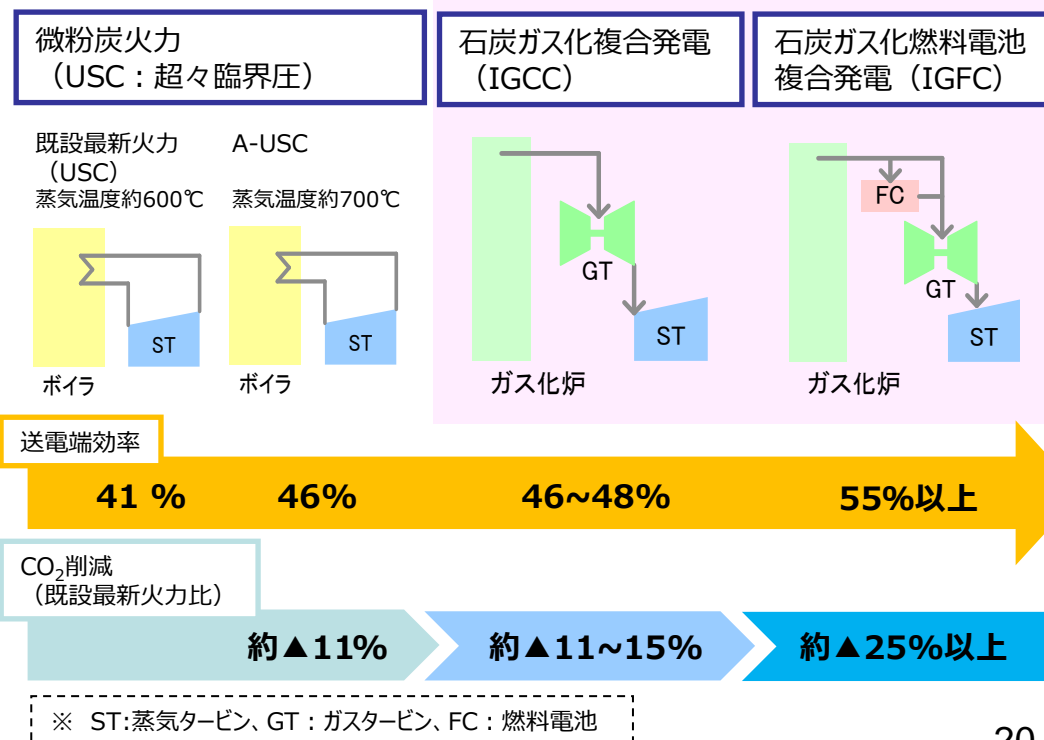 微粉炭火力
（USC：超々臨界圧）
石炭ガス化複合発電
（IGCC）
石炭ガス化燃料電池
複合発電（IGFC）
既設最新火力
（USC）
蒸気温度約600℃
A-USC
蒸気温度約700℃
ST
ボイラ
ST
ボイラ
GT
ST
ガス化炉
FC
GT
ST
ガス化炉
送電端効率
41 %
46%
46~48%
55%以上
CO₂削減
（既設最新火力比）
約▲11%
約▲11~15%
約▲25%以上
※ ST:蒸気タービン、GT：ガスタービン、FC：燃料電池
20